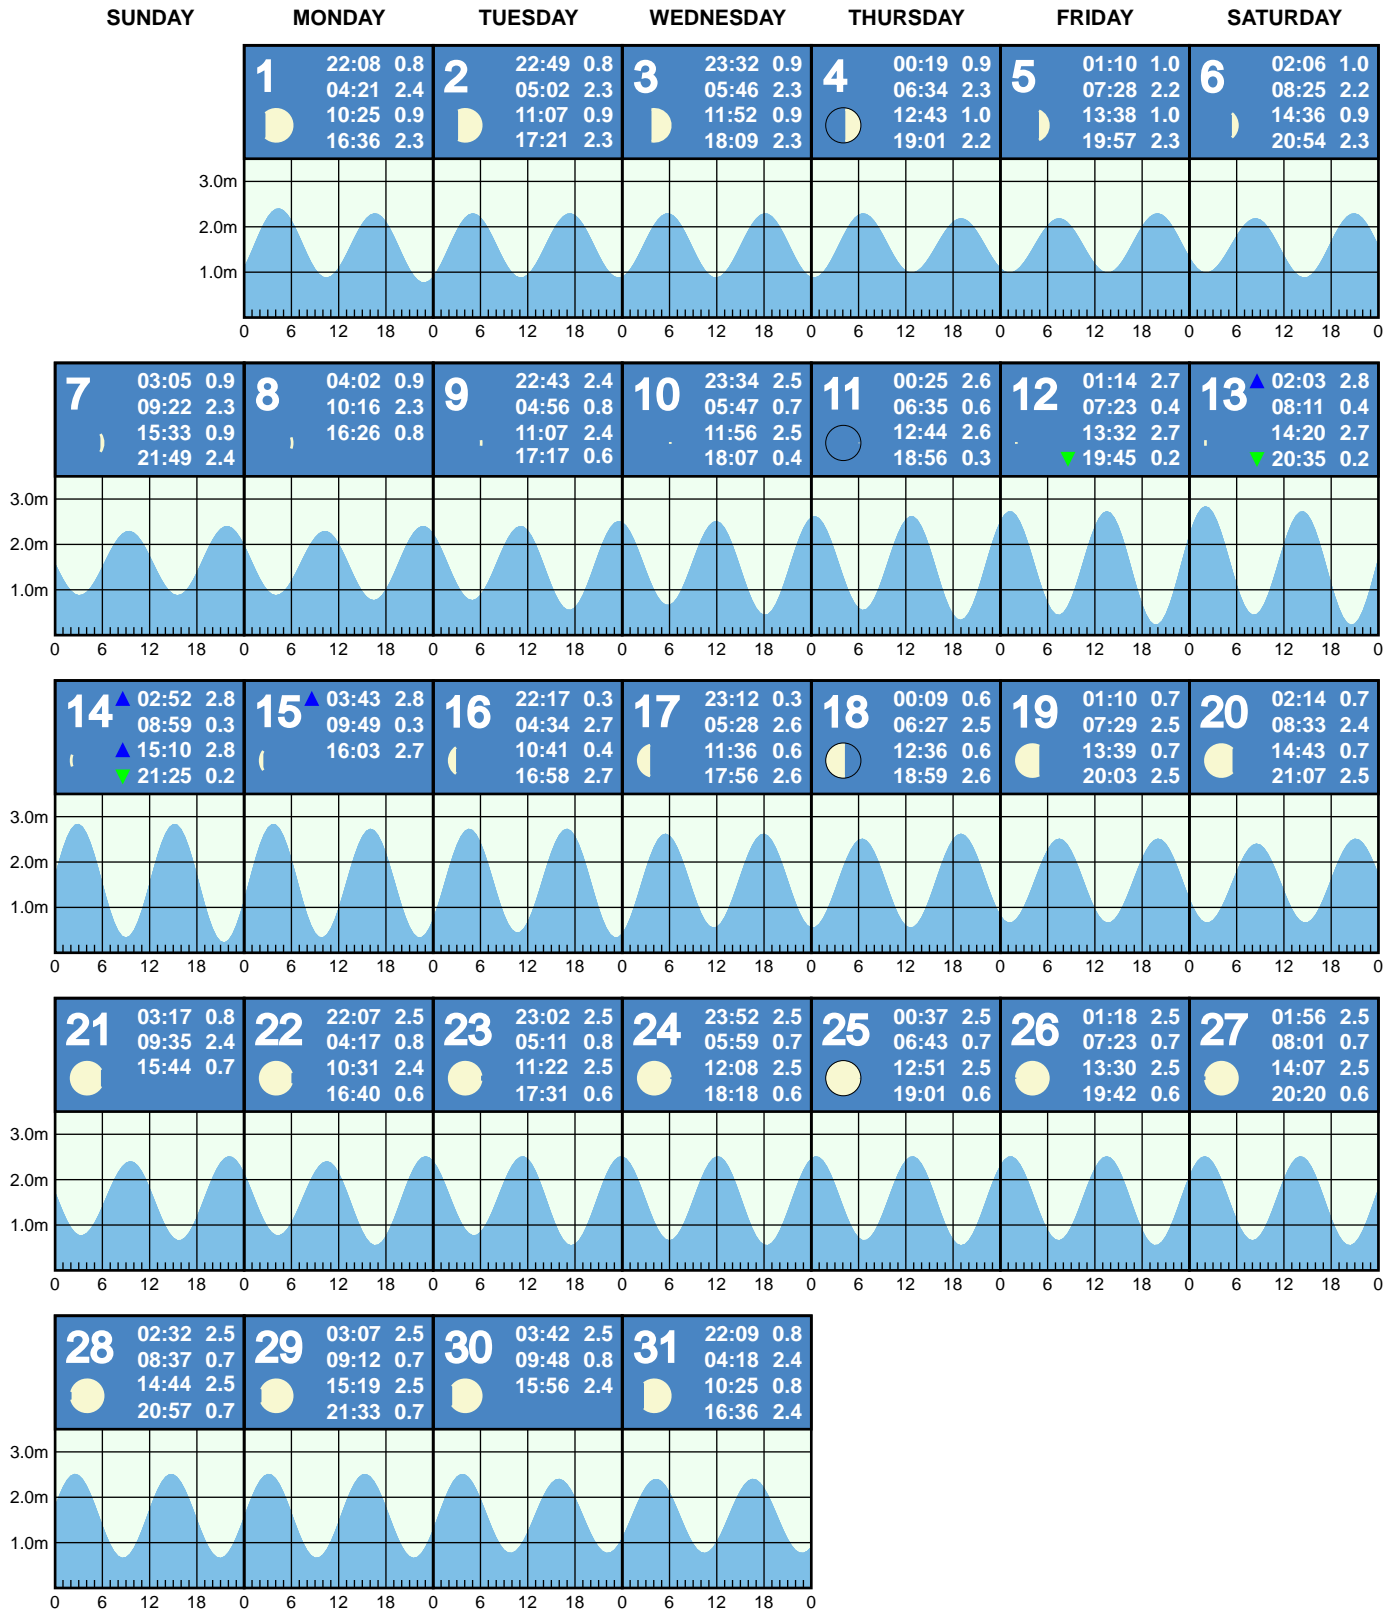 SUNDAY MONDAY TUESDAY WEDNESDAY THURSDAY FRIDAY SATURDAY
1 22:08 0.8
04:21 2.4
10:25 0.9
16:36 2.3
2 22:49 0.8
05:02 2.3
11:07 0.9
17:21 2.3
3 23:32 0.9
05:46 2.3
11:52 0.9
18:09 2.3
4 00:19 0.9
06:34 2.3
12:43 1.0
19:01 2.2
5 01:10 1.0
07:28 2.2
13:38 1.0
19:57 2.3
6 02:06 1.0
08:25 2.2
14:36 0.9
20:54 2.3
3.0m
2.0m
1.0m
0 6 12 18 0 6 12 18 0 6 12 18 0 6 12 18 0 6 12 18 0 6 12 18 0
7 03:05 0.9
09:22 2.3
15:33 0.9
21:49 2.4
8 04:02 0.9
10:16 2.3
16:26 0.8
9 22:43 2.4
04:56 0.8
11:07 2.4
17:17 0.6
10 23:34 2.5
05:47 0.7
11:56 2.5
18:07 0.4
11 00:25 2.6
06:35 0.6
12:44 2.6
18:56 0.3
12 01:14 2.7
07:23 0.4
13:32 2.7
19:45 0.2
13 02:03 2.8
08:11 0.4
14:20 2.7
20:35 0.2
3.0m
2.0m
1.0m
0 6 12 18 0 6 12 18 0 6 12 18 0 6 12 18 0 6 12 18 0 6 12 18 0 6 12 18 0
14 02:52 2.8
08:59 0.3
15:10 2.8
21:25 0.2
15 03:43 2.8
09:49 0.3
16:03 2.7
16 22:17 0.3
04:34 2.7
10:41 0.4
16:58 2.7
17 23:12 0.3
05:28 2.6
11:36 0.6
17:56 2.6
18 00:09 0.6
06:27 2.5
12:36 0.6
18:59 2.6
19 01:10 0.7
07:29 2.5
13:39 0.7
20:03 2.5
20 02:14 0.7
08:33 2.4
14:43 0.7
21:07 2.5
3.0m
2.0m
1.0m
0 6 12 18 0 6 12 18 0 6 12 18 0 6 12 18 0 6 12 18 0 6 12 18 0 6 12 18 0
21 03:17 0.8
09:35 2.4
15:44 0.7
22 22:07 2.5
04:17 0.8
10:31 2.4
16:40 0.6
23 23:02 2.5
05:11 0.8
11:22 2.5
17:31 0.6
24 23:52 2.5
05:59 0.7
12:08 2.5
18:18 0.6
25 00:37 2.5
06:43 0.7
12:51 2.5
19:01 0.6
26 01:18 2.5
07:23 0.7
13:30 2.5
19:42 0.6
27 01:56 2.5
08:01 0.7
14:07 2.5
20:20 0.6
3.0m
2.0m
1.0m
0 6 12 18 0 6 12 18 0 6 12 18 0 6 12 18 0 6 12 18 0 6 12 18 0 6 12 18 0
28 02:32 2.5
08:37 0.7
14:44 2.5
20:57 0.7
29 03:07 2.5
09:12 0.7
15:19 2.5
21:33 0.7
30 03:42 2.5
09:48 0.8
15:56 2.4
31 22:09 0.8
04:18 2.4
10:25 0.8
16:36 2.4
3.0m
2.0m
1.0m
0 6 12 18 0 6 12 18 0 6 12 18 0 6 12 18 0